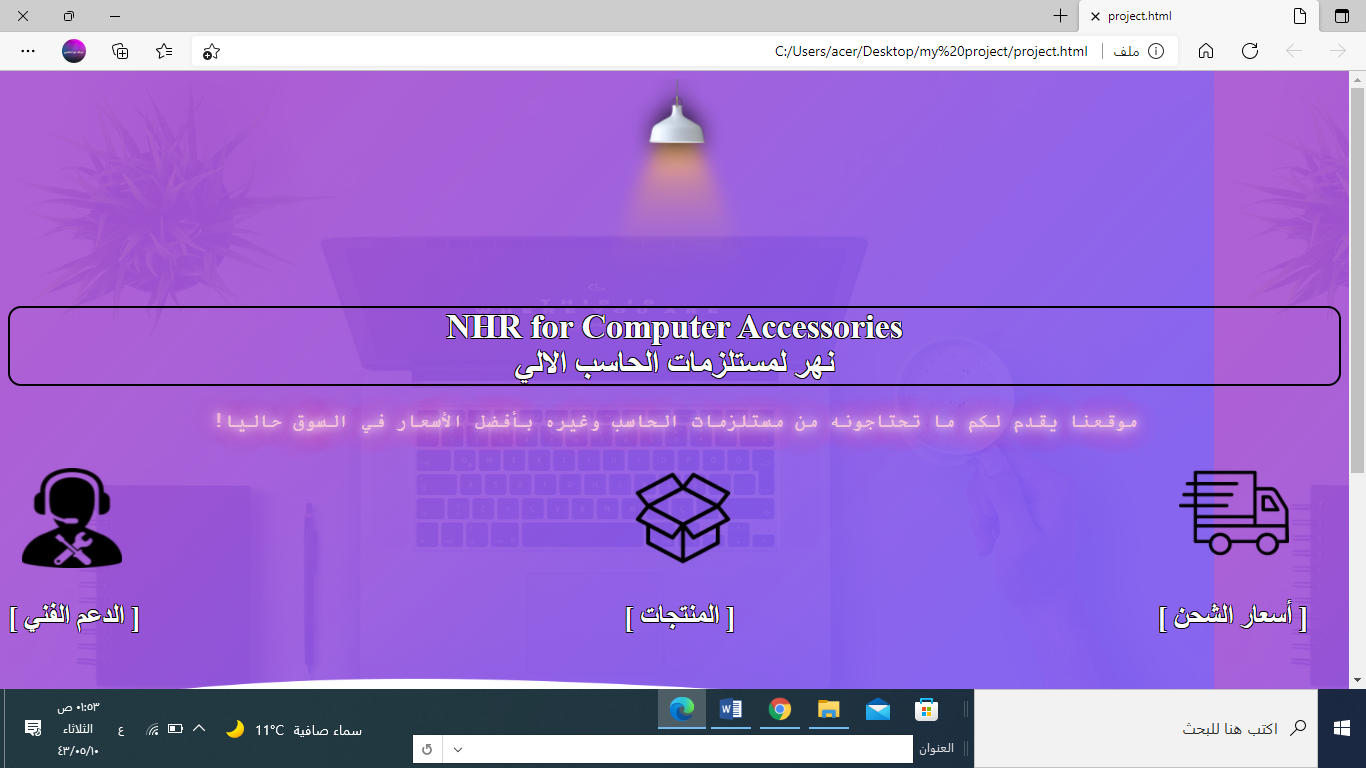 project.html
ملف
C:/Users/acer/Desktop/my%20project/project.html
NHR for Computer Accessories
نهر لمستلزمات الحاسب الالي
موقعنا يقدم لكم ما تحتاجونه من مستلزمات الحاسب وغيره بأفضل الأسعار في السوق حاليا!
[ أسعار الشحن ]
[ المنتجات ]
[ الدعم الفني ]
اكتب هنا للبحث
العنوان
11°C سماء صافية
ع
٠١:٥٣ ص
الثلاثاء
٤٣/٠٥/١٠